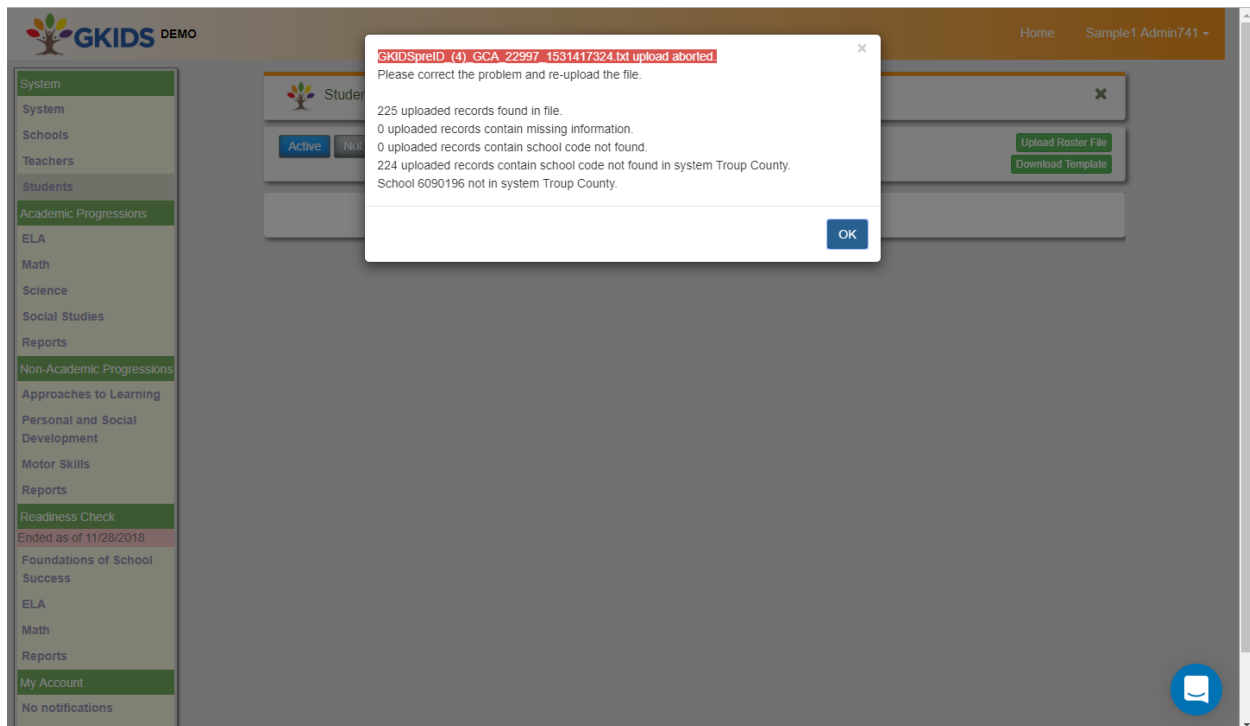 GKIDS DEMO
Home Sample1 Admin741
GKIDSpreID_(4)_GCA_22997_1531417324.txt upload aborted.
×
Please correct the problem and re-upload the file.
225 uploaded records found in file.
0 uploaded records contain missing information.
0 uploaded records contain school code not found.
224 uploaded records contain school code not found in system Troup County.
School 6090196 not in system Troup County.
OK
Active Not
Upload Roster File
Download Template
System
System
Schools
Teachers
Students
Academic Progressions
ELA
Math
Science
Social Studies
Reports
Non-Academic Progressions
Approaches to Learning
Personal and Social
Development
Motor Skills
Reports
Readiness Check
Ended as of 11/28/2018
Foundations of School
Success
ELA
Math
Reports
My Account
No notifications